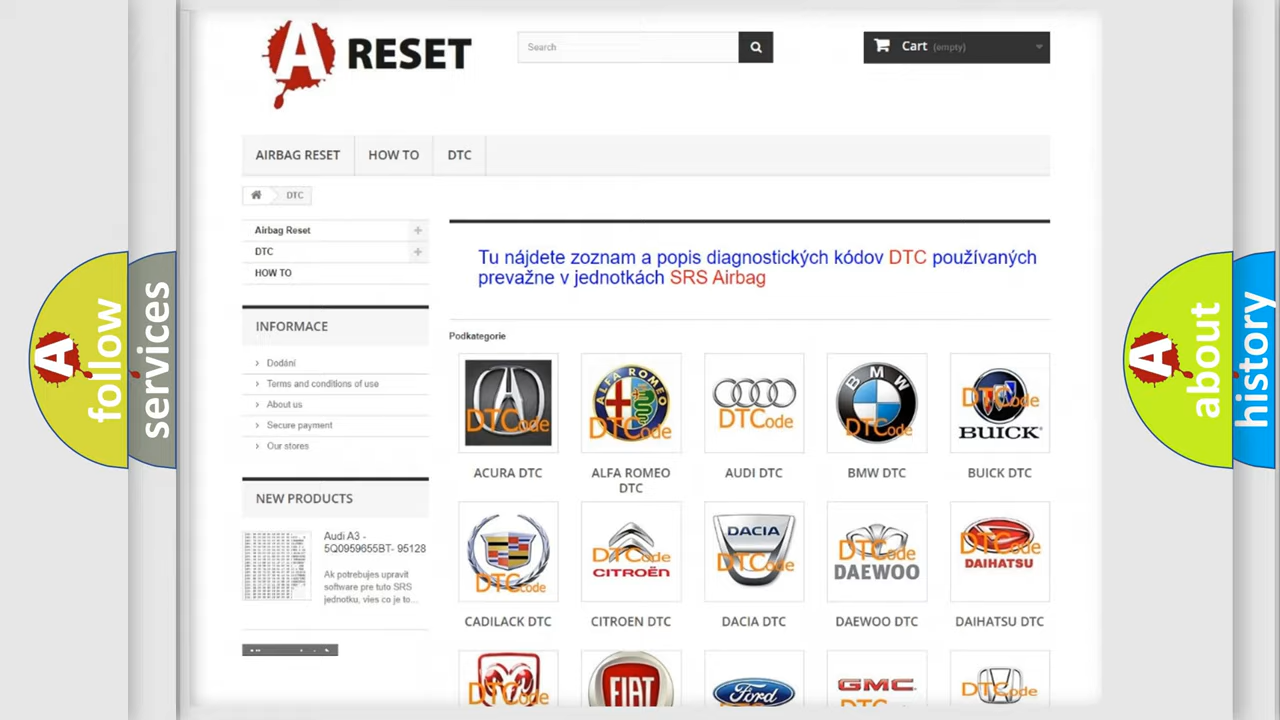 A RESET
Search
Cart (empty)
AIRBAG RESET
HOW TO
DTC
DTC
Airbag Reset
DTC
HOW TO
INFORMACE
Dodání
Terms and conditions of use
About us
Secure payment
Our stores
NEW PRODUCTS
Audi A3 -
5Q0959655BT- 95128
Ak potrebujes upravit
software pre tuto SRS
jednotku, vies co je to...
Tu nájdete zoznam a popis diagnostických kódov DTC používaných
prevažne v jednotkách SRS Airbag
Podkategorie
DTCode
ALFA ROMEO
DTCode
DTCode
BMW
DTCode
DTCode
BUICK
ACURA DTC
ALFA ROMEO
DTC
AUDI DTC
BMW DTC
BUICK DTC
DTCode
DTCode
CITROËN
DACIA
DTCode
DTCode
DAEWOO
DTCode
DAIHATSU
CADILACK DTC
CITROEN DTC
DACIA DTC
DAEWOO DTC
DAIHATSU DTC
DTCode
FIAT
Ford
GMC
DTCode
A follow
services
A about
history